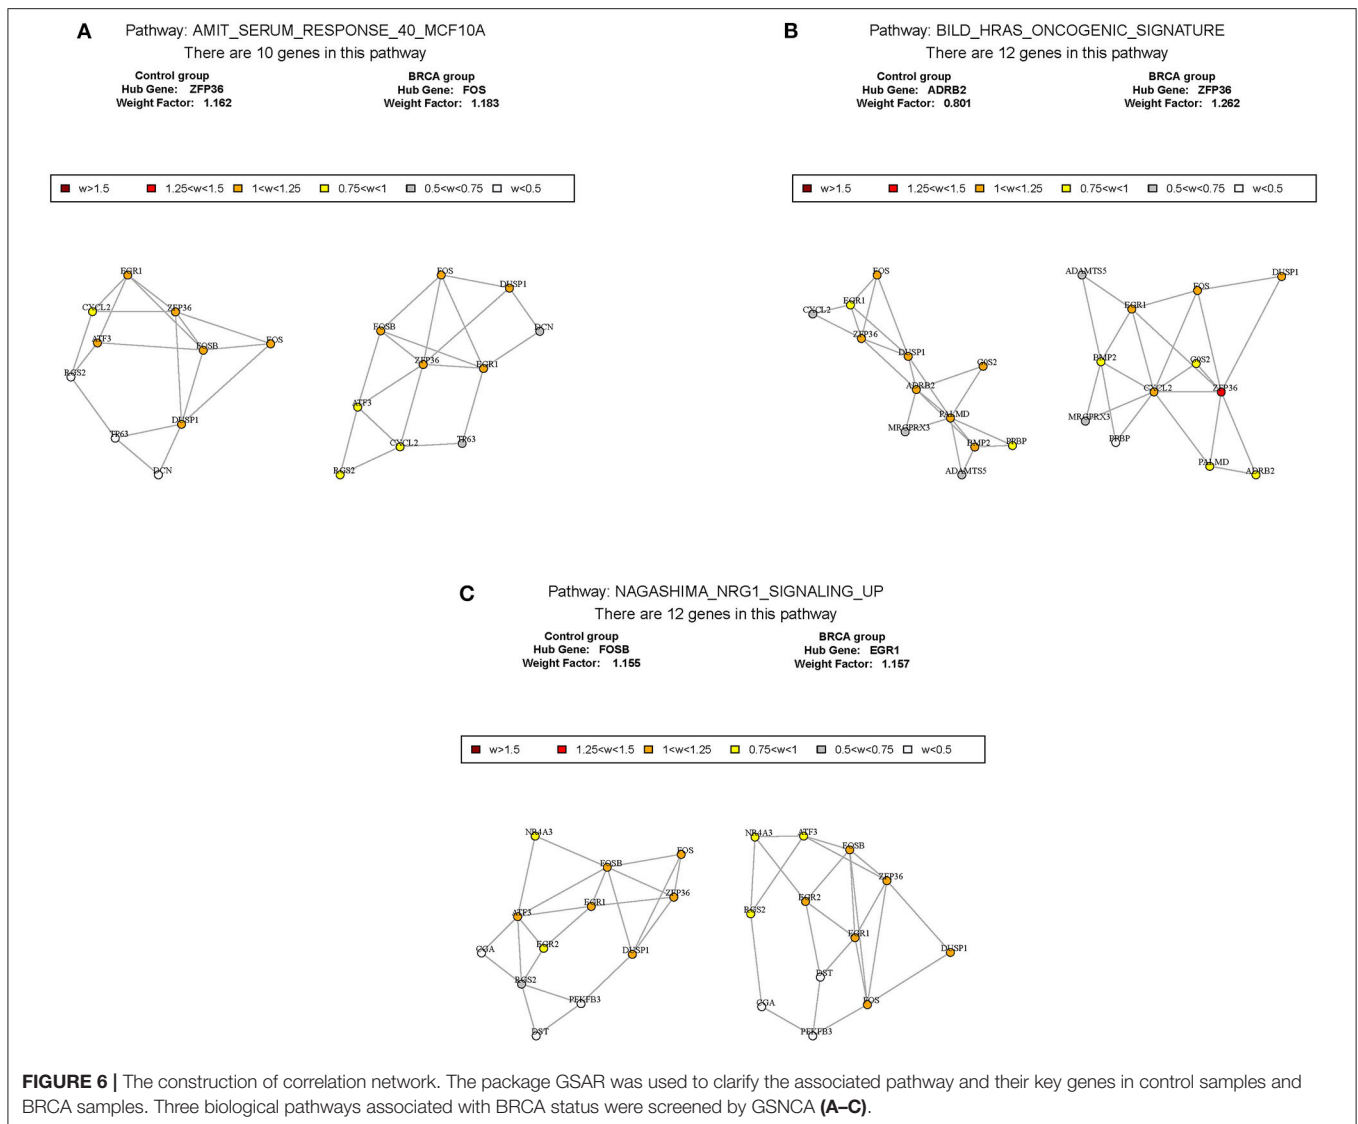 A Pathway: AMIT_SERUM_RESPONSE_40_MCF10A
There are 10 genes in this pathway
Control group
Hub Gene: ZFP36
Weight Factor: 1.162
BRCA group
Hub Gene: FOS
Weight Factor: 1.183
w>1.5 1.25<w<1.5 1<w<1.25 0.75<w<1 0.5<w<0.75 w<0.5
EGR1
CXCL2
ZFP36
ATF3
FOSB
FOS
RGS2
DUSP1
TP63
DCN
FOS
DUSP1
FOSB
DCN
ZFP36
EGR1
ATF3
CXCL2
TP63
RGS2
B Pathway: BILD_HRAS_ONCOGENIC_SIGNATURE
There are 12 genes in this pathway
Control group
Hub Gene: ADRB2
Weight Factor: 0.801
BRCA group
Hub Gene: ZFP36
Weight Factor: 1.262
w>1.5 1.25<w<1.5 1<w<1.25 0.75<w<1 0.5<w<0.75 w<0.5
FOS
EGR1
CXCL2
ZFP36
DUSP1
G0S2
ADRB2
PALMD
MRGPRX3
BMP2
PPBP
ADAMTS5
ADAMTS5
DUSP1
FOS
EGR1
BMP2
G0S2
CXCL2
ZFP36
MRGPRX3
PPBP
PALMD
ADRB2
C Pathway: NAGASHIMA_NRG1_SIGNALING_UP
There are 12 genes in this pathway
Control group
Hub Gene: FOSB
Weight Factor: 1.155
BRCA group
Hub Gene: EGR1
Weight Factor: 1.157
w>1.5 1.25<w<1.5 1<w<1.25 0.75<w<1 0.5<w<0.75 w<0.5
NR4A3
FOSB
FOS
ZFP36
EGR1
ATF3
EGR2
CGA
DUSP1
RGS2
PFKFB3
DST
NR4A3
ATF3
FOSB
ZFP36
EGR2
RGS2
EGR1
DUSP1
DST
CGA
FOS
PFKFB3
FIGURE 6 | The construction of correlation network. The package GSAR was used to clarify the associated pathway and their key genes in control samples and
BRCA samples. Three biological pathways associated with BRCA status were screened by GSNCA (A–C).